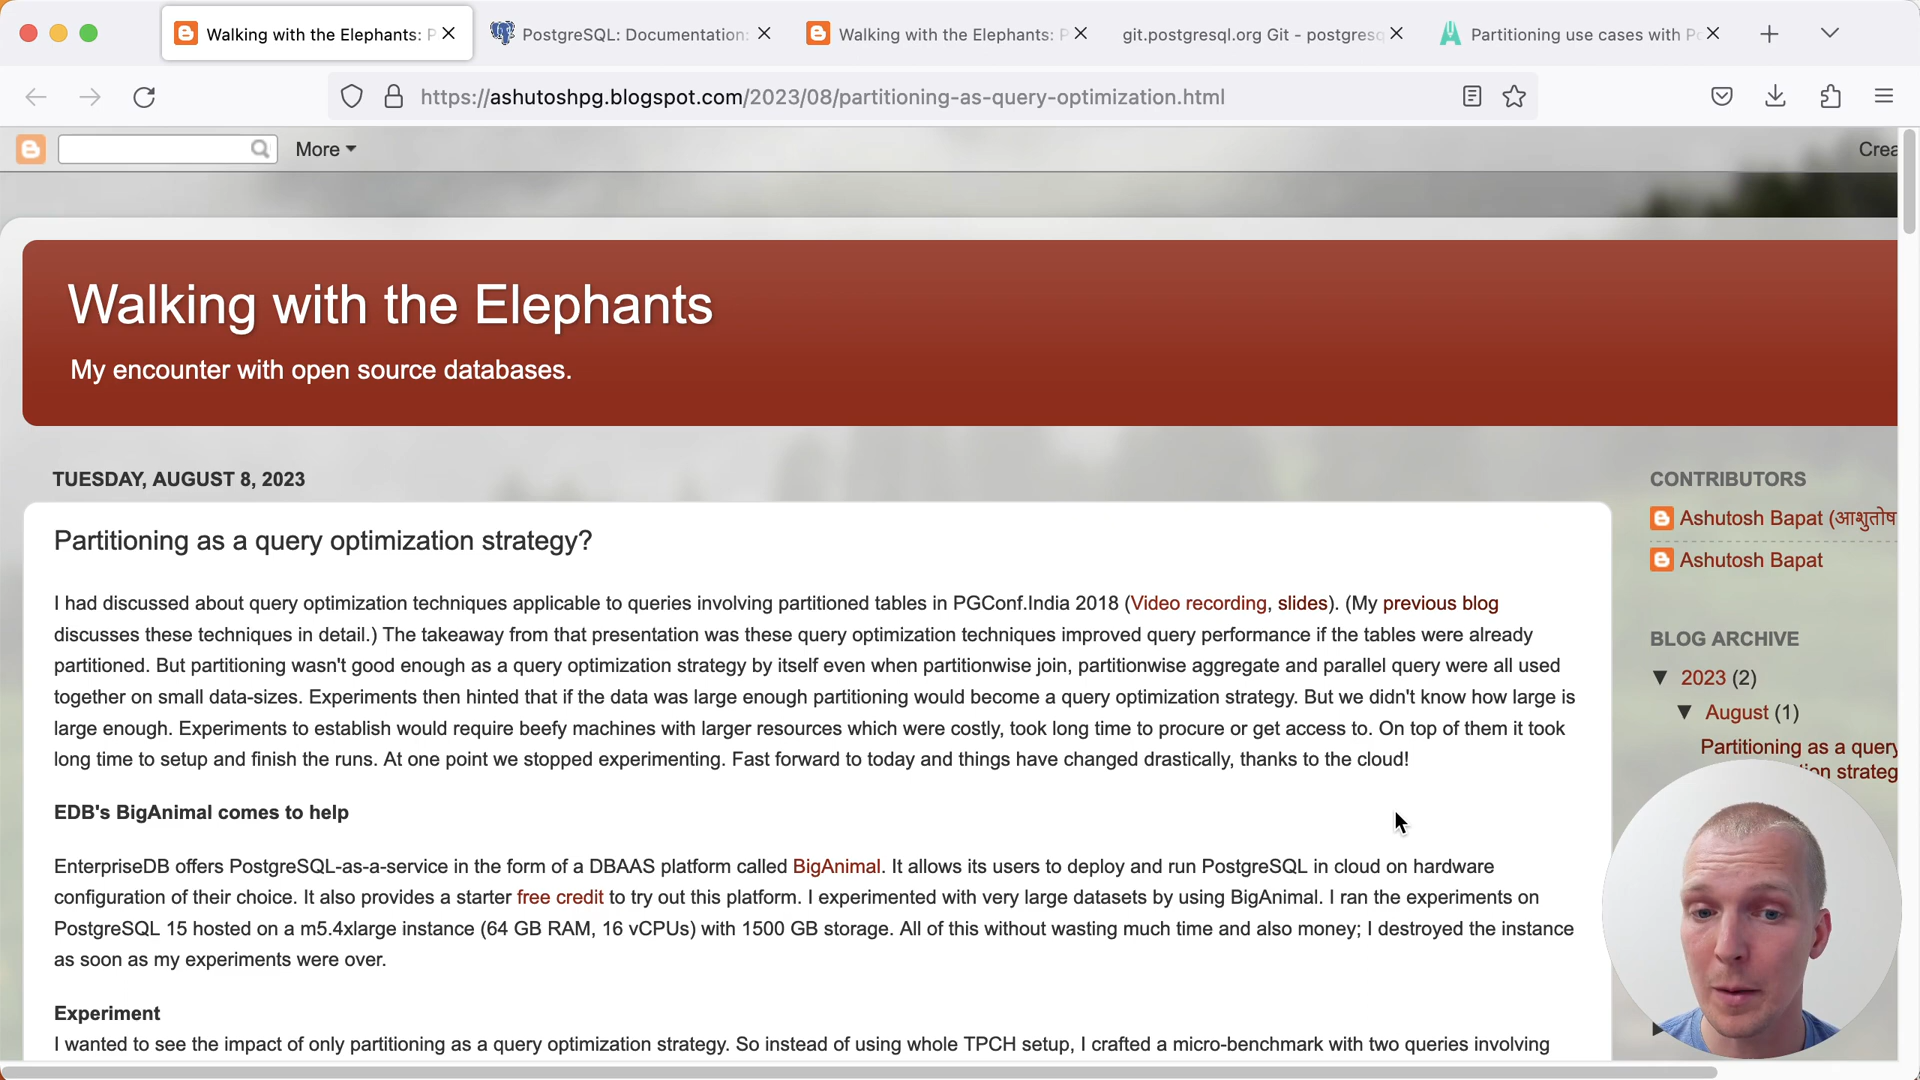 Walking with the Elephants: P
PostgreSQL: Documentation:
Walking with the Elephants: P
git.postgresql.org Git - postgresq
Partitioning use cases with Po
https://ashutoshpg.blogspot.com/2023/08/partitioning-as-query-optimization.html
More
Crea
Walking with the Elephants
My encounter with open source databases.
TUESDAY, AUGUST 8, 2023
Partitioning as a query optimization strategy?
I had discussed about query optimization techniques applicable to queries involving partitioned tables in PGConf.India 2018 (Video recording, slides). (My previous blog
discusses these techniques in detail.) The takeaway from that presentation was these query optimization techniques improved query performance if the tables were already
partitioned. But partitioning wasn't good enough as a query optimization strategy by itself even when partitionwise join, partitionwise aggregate and parallel query were all used
together on small data-sizes. Experiments then hinted that if the data was large enough partitioning would become a query optimization strategy. But we didn't know how large is
large enough. Experiments to establish would require beefy machines with larger resources which were costly, took long time to procure or get access to. On top of them it took
long time to setup and finish the runs. At one point we stopped experimenting. Fast forward to today and things have changed drastically, thanks to the cloud!
EDB's BigAnimal comes to help
EnterpriseDB offers PostgreSQL-as-a-service in the form of a DBAAS platform called BigAnimal. It allows its users to deploy and run PostgreSQL in cloud on hardware
configuration of their choice. It also provides a starter free credit to try out this platform. I experimented with very large datasets by using BigAnimal. I ran the experiments on
PostgreSQL 15 hosted on a m5.4xlarge instance (64 GB RAM, 16 vCPUs) with 1500 GB storage. All of this without wasting much time and also money; I destroyed the instance
as soon as my experiments were over.
Experiment
I wanted to see the impact of only partitioning as a query optimization strategy. So instead of using whole TPCH setup, I crafted a micro-benchmark with two queries involving
CONTRIBUTORS
Ashutosh Bapat (आशुतोष
Ashutosh Bapat
BLOG ARCHIVE
▼ 2023 (2)
▼ August (1)
Partitioning as a query
tion strateg